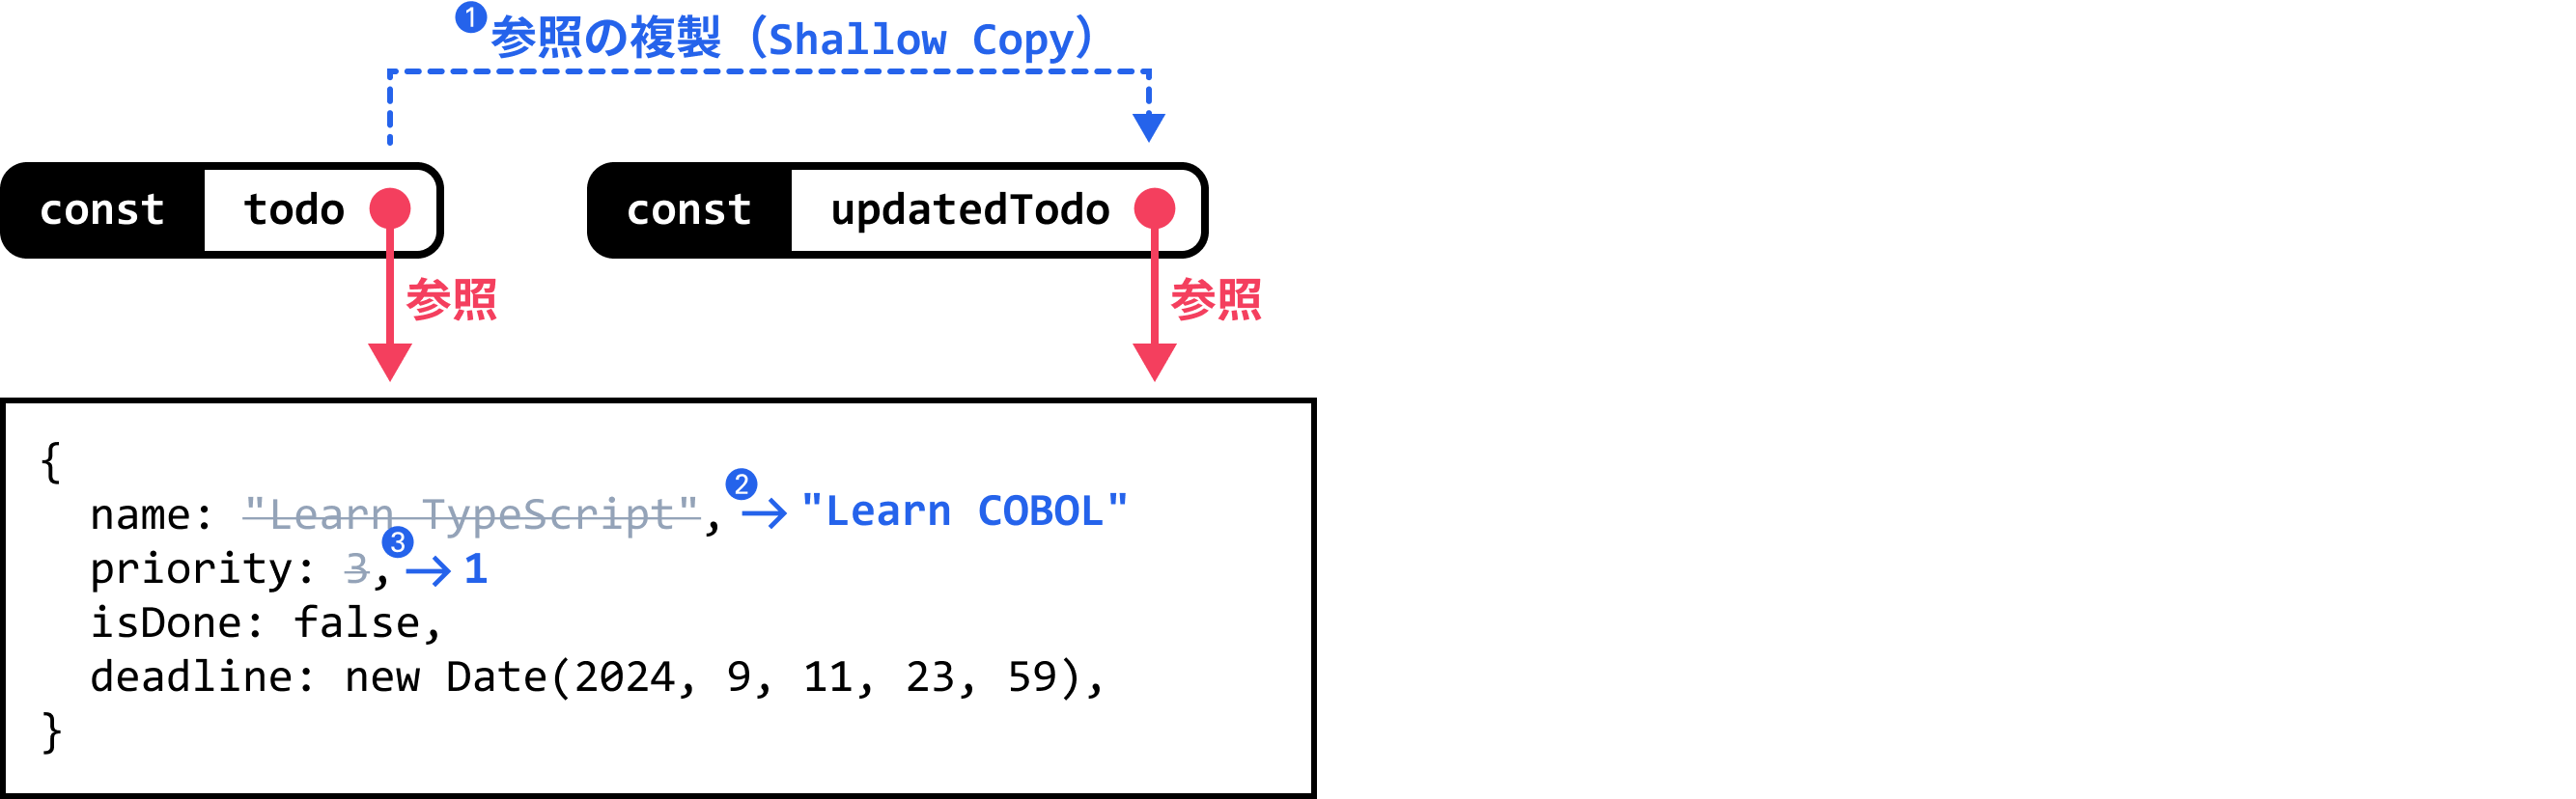 ❶参照の複製（Shallow Copy）
const todo
const updatedTodo
参照
参照
{
name: "Learn TypeScript", ❷→ "Learn COBOL"
priority: 3, ❸→ 1
isDone: false,
deadline: new Date(2024, 9, 11, 23, 59),
}